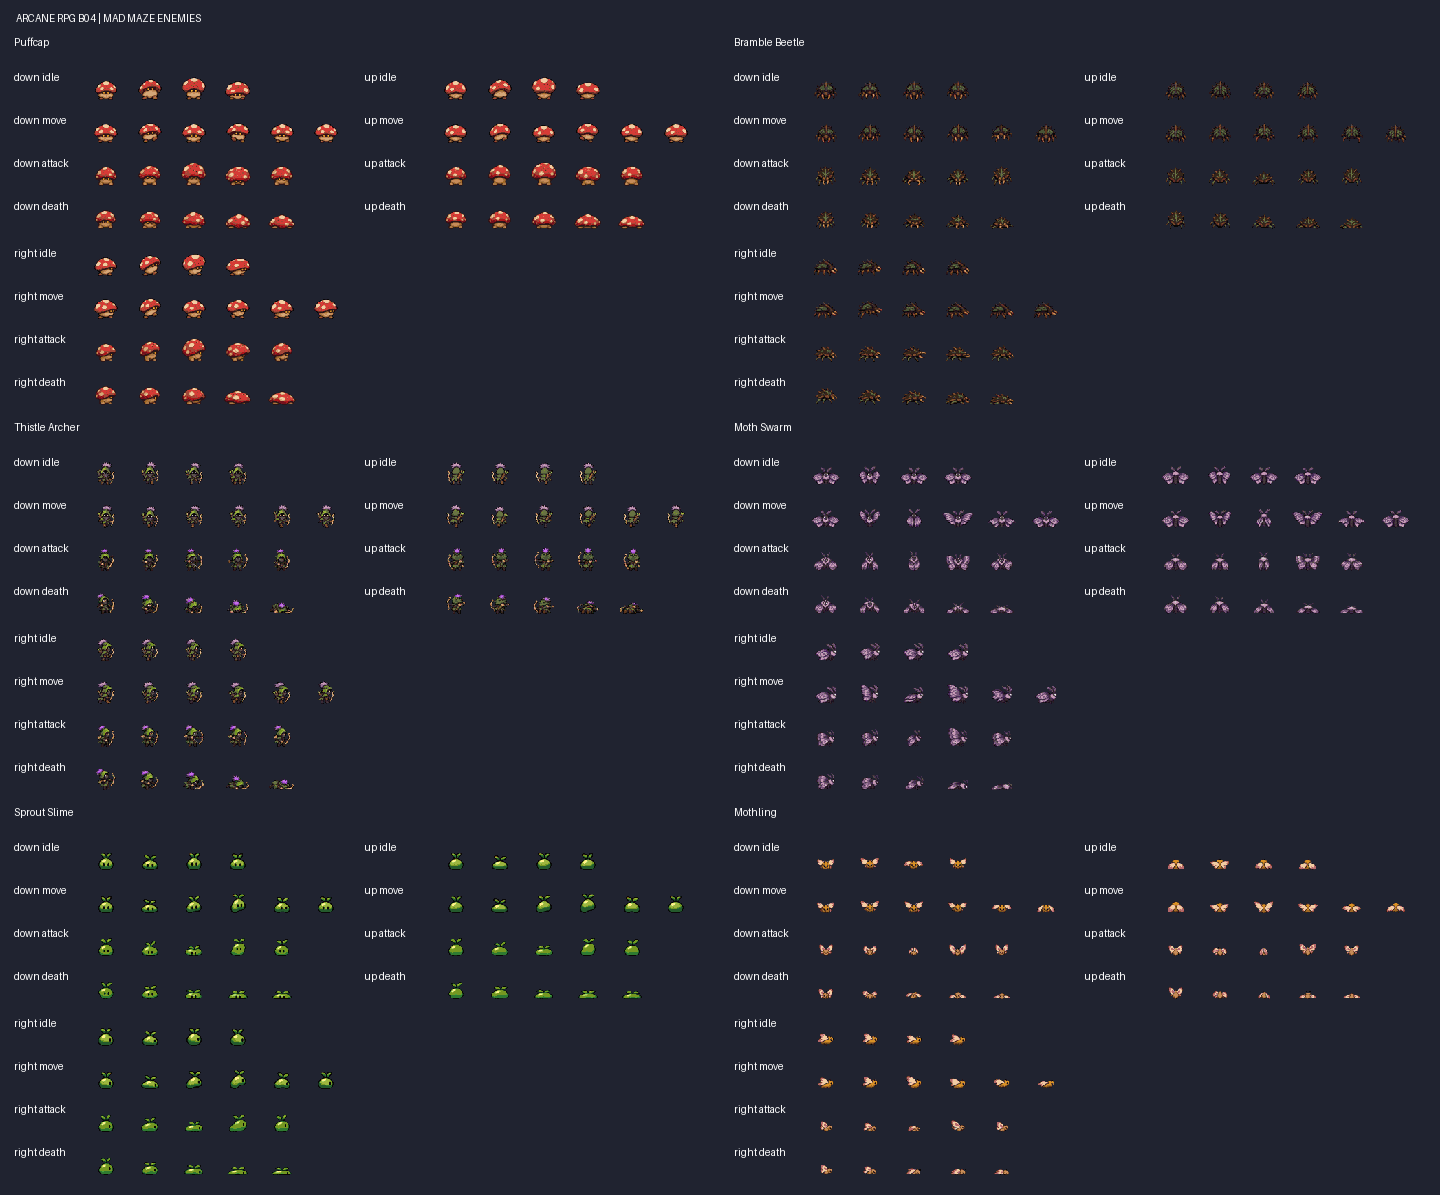 ARCANE RPG B04 | MAD MAZE ENEMIES
Puffcap
down idle
up idle
down move
up move
down attack
up attack
down death
up death
right idle
right move
right attack
right death
Bramble Beetle
down idle
up idle
down move
up move
down attack
up attack
down death
up death
right idle
right move
right attack
right death
Thistle Archer
down idle
up idle
down move
up move
down attack
up attack
down death
up death
right idle
right move
right attack
right death
Moth Swarm
down idle
up idle
down move
up move
down attack
up attack
down death
up death
right idle
right move
right attack
right death
Sprout Slime
down idle
up idle
down move
up move
down attack
up attack
down death
up death
right idle
right move
right attack
right death
Mothling
down idle
up idle
down move
up move
down attack
up attack
down death
up death
right idle
right move
right attack
right death